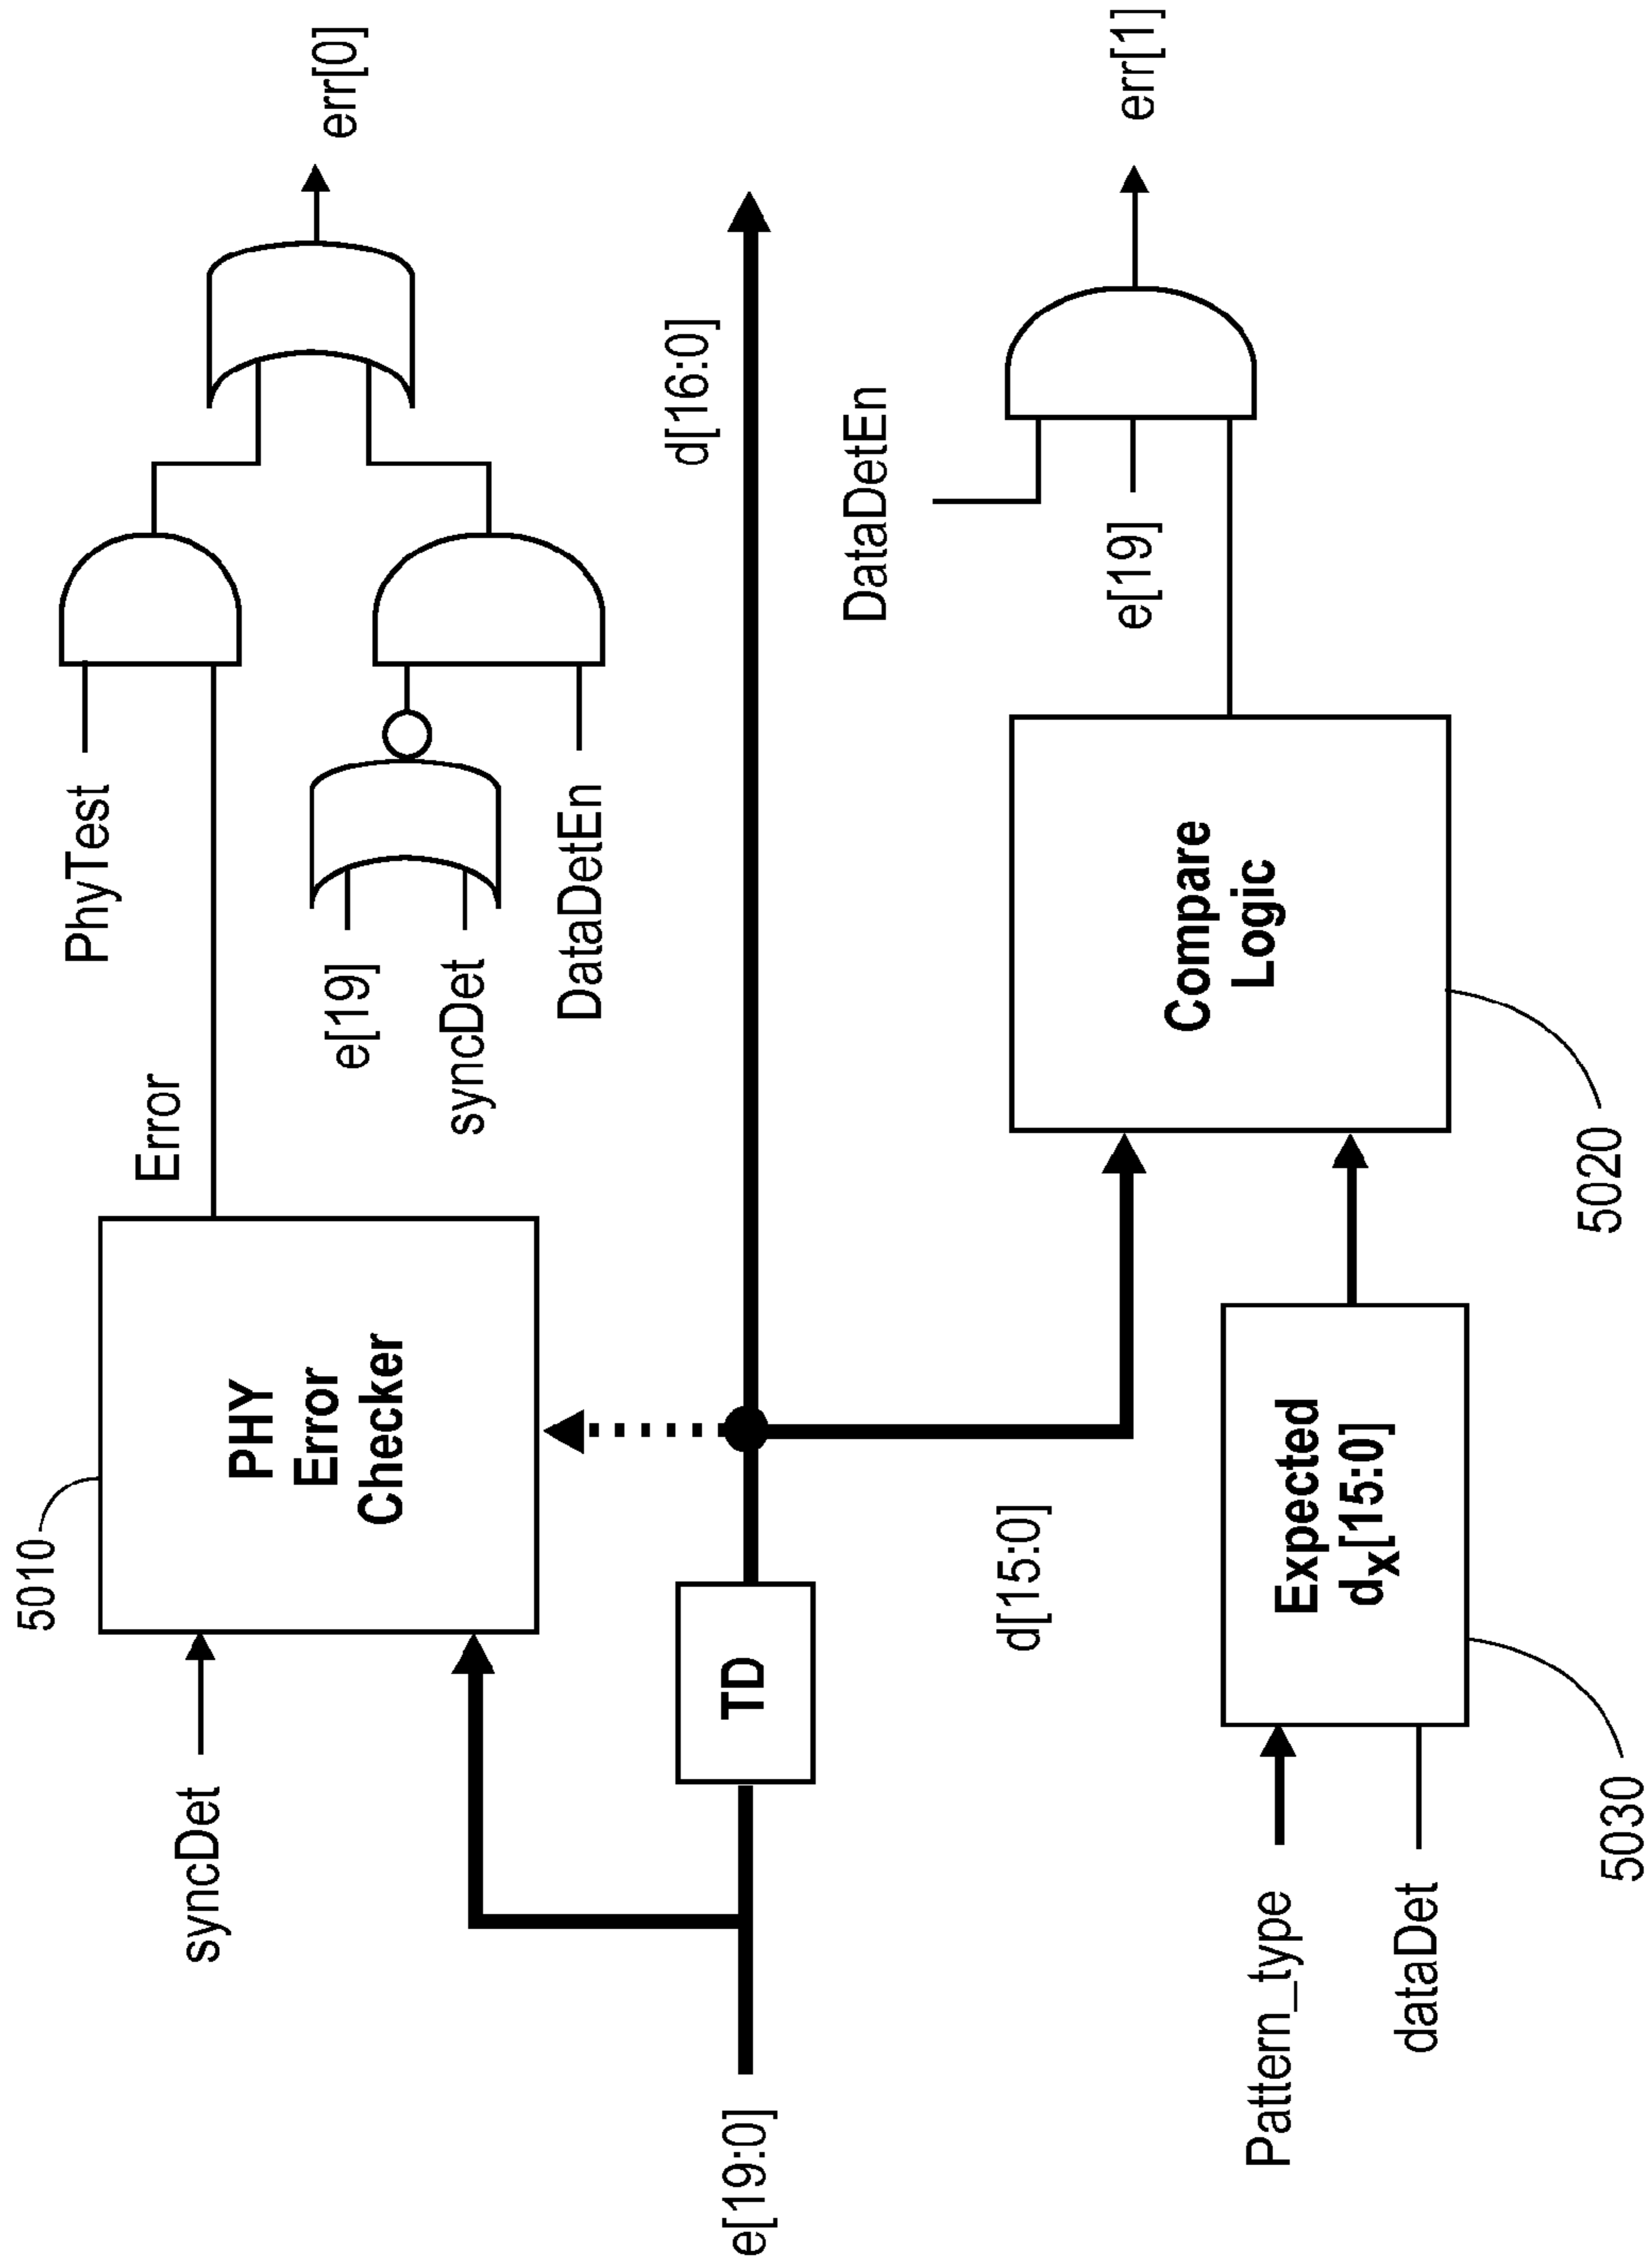 5010
syncDet
PHY
Error
Checker
Error
PhyTest
e[19]
syncDet
DataDetEn
err[0]
e[19:0]
TD
d[16:0]
d[15:0]
DataDetEn
e[19]
err[1]
Pattern_type
dataDet
Expected
dx[15:0]
5030
Compare
Logic
5020